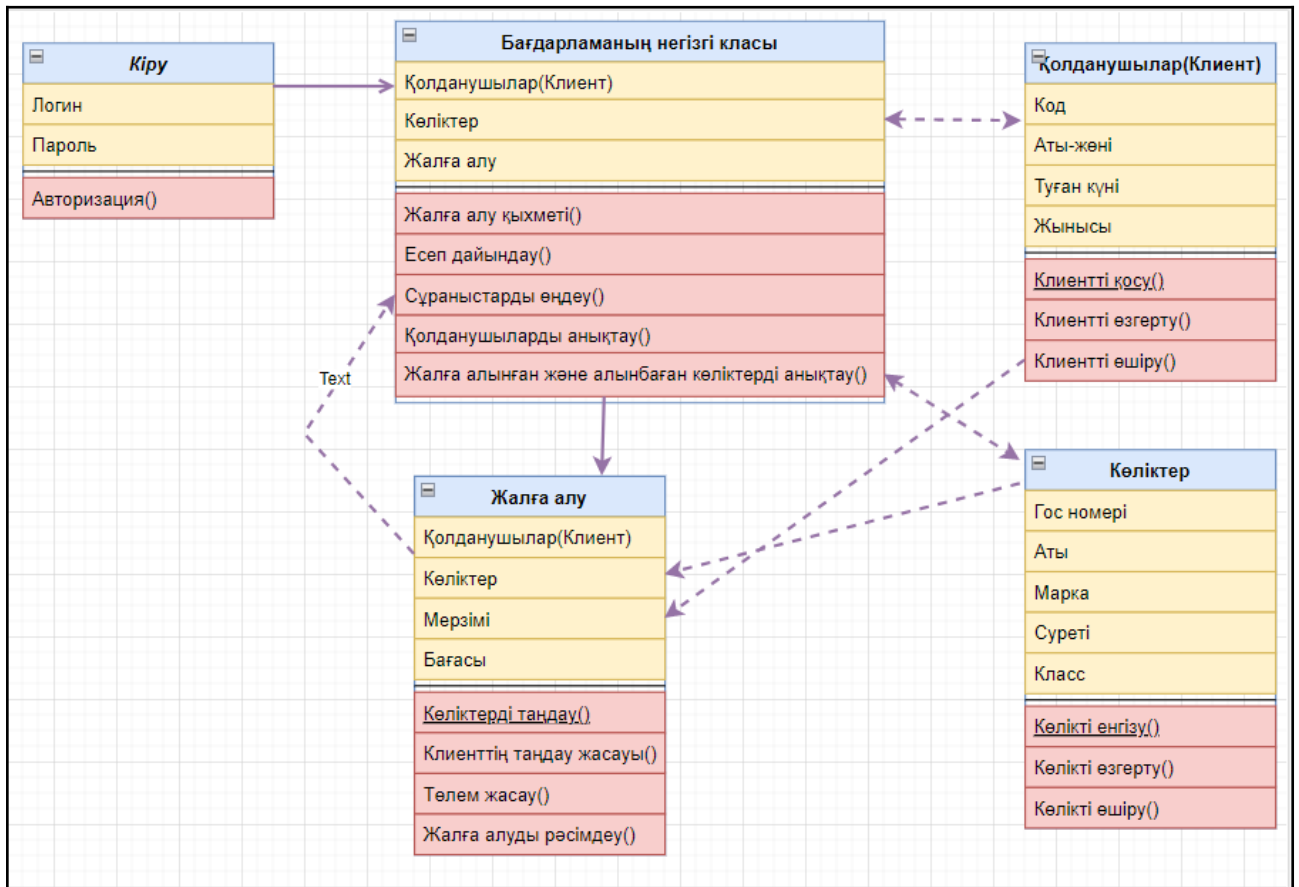 Кіру
Логин
Пароль
Авторизация()
Бағдарламаның негізгі класы
Қолданушылар(Клиент)
Көліктер
Жалға алу
Жалға алу қыхметі()
Есеп дайындау()
Сұраныстарды өңдеу()
Қолданушыларды анықтау()
Жалға алынған және алынбаған көліктерді анықтау()
Қолданушылар(Клиент)
Код
Аты-жөні
Туған күні
Жынысы
Клиентті қосу()
Клиентті өзгерту()
Клиентті өшіру()
Text
Жалға алу
Қолданушылар(Клиент)
Көліктер
Мерзімі
Бағасы
Көліктерді таңдау()
Клиенттің таңдау жасауы()
Төлем жасау()
Жалға алуды рәсімдеу()
Көліктер
Гос номері
Аты
Марка
Суреті
Класс
Көлікті енгізу()
Көлікті өзгерту()
Көлікті өшіру()